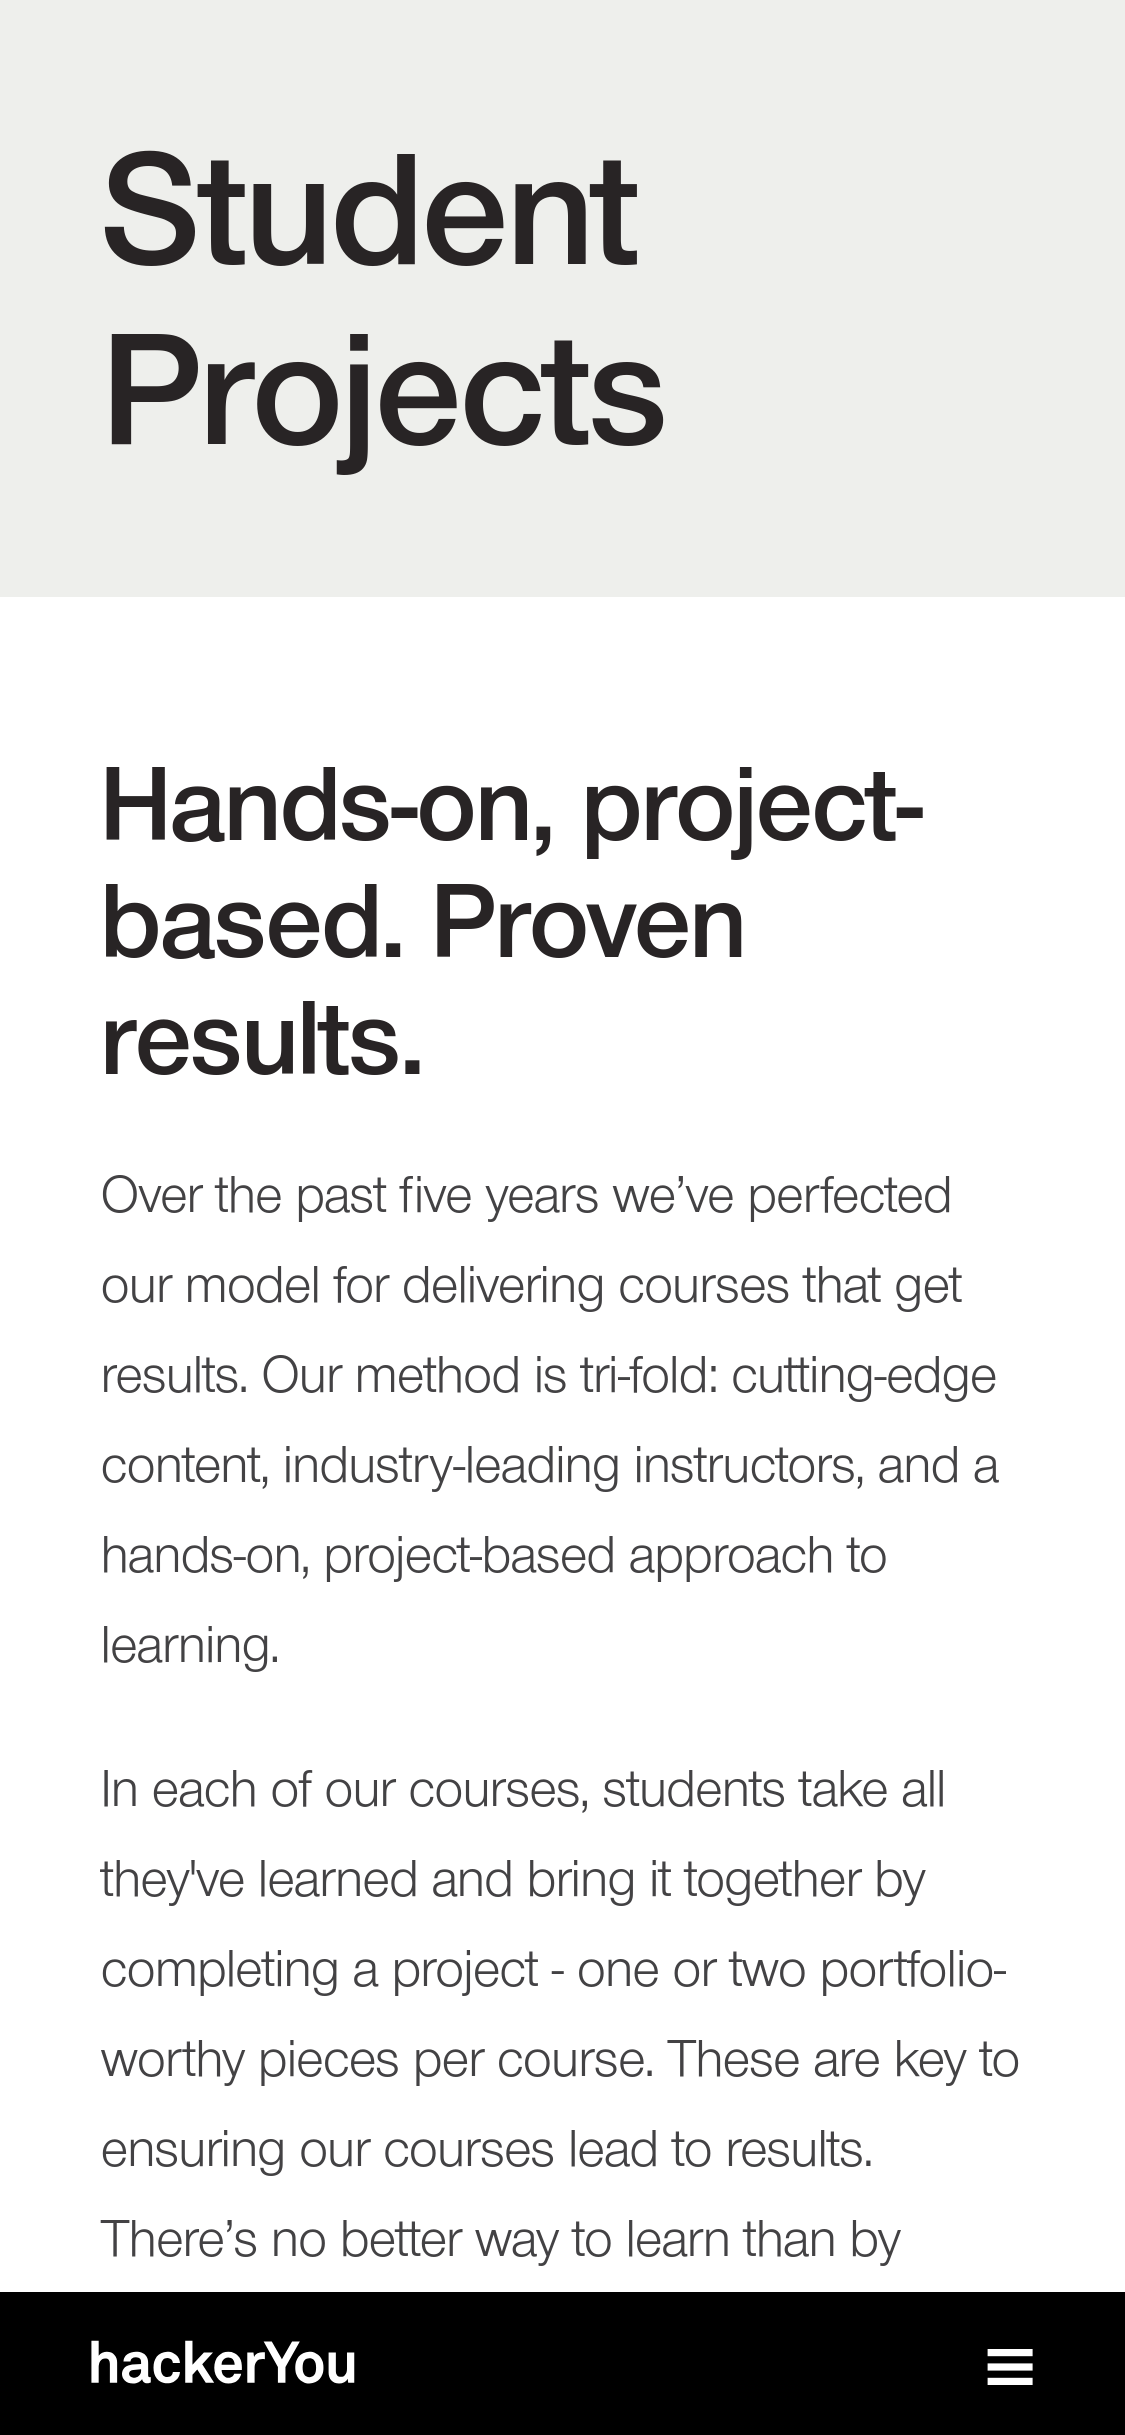 Student
Projects
Hands-on, project-
based. Proven
results.
Over the past five years we’ve perfected
our model for delivering courses that get
results. Our method is tri-fold: cutting-edge
content, industry-leading instructors, and a
hands-on, project-based approach to
learning.
In each of our courses, students take all
they've learned and bring it together by
completing a project - one or two portfolio-
worthy pieces per course. These are key to
ensuring our courses lead to results.
There’s no better way to learn than by
hackerYou